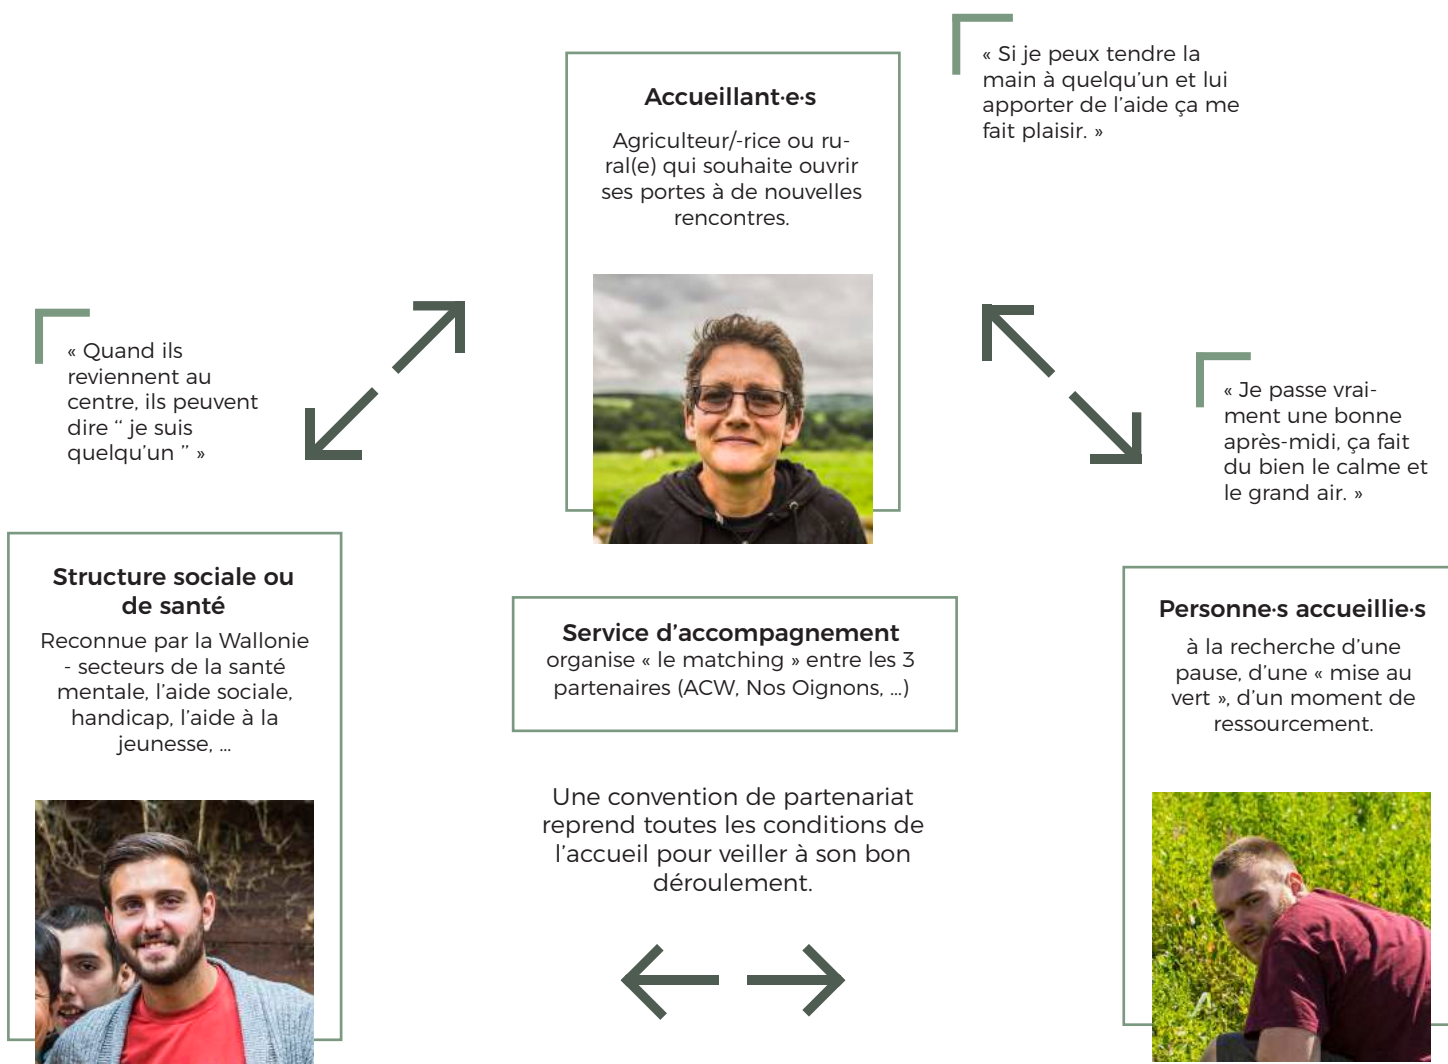 « Si je peux tendre la
main à quelqu'un et lui
apporter de l'aide ça me
fait plaisir. »
Accueillant·e·s
Agriculteur/-rice ou ru-
ral(e) qui souhaite ouvrir
ses portes à de nouvelles
rencontres.
« Quand ils
reviennent au
centre, ils peuvent
dire “ je suis
quelqu'un ” »
« Je passe vrai-
ment une bonne
après-midi, ça fait
du bien le calme et
le grand air. »
Structure sociale ou
de santé
Reconnue par la Wallonie
- secteurs de la santé
mentale, l'aide sociale,
handicap, l'aide à la
jeunesse, ...
Service d'accompagnement
organise « le matching » entre les 3
partenaires (ACW, Nos Oignons, ...)
Personne·s accueillie·s
à la recherche d'une
pause, d'une « mise au
vert », d'un moment de
ressourcement.
Une convention de partenariat
reprend toutes les conditions de
l'accueil pour veiller à son bon
déroulement.